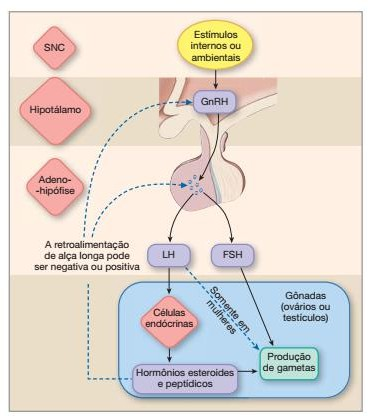 Estímulos
internos ou
ambientais
SNC
GnRH
Hipotálamo
Adeno-
-hipófise
A retroalimentação
de alça longa pode
ser negativa ou positiva
LH
FSH
Somente em
mulheres
Gônadas
(ovários ou
testículos)
Células
endócrinas
Produção
de gametas
Hormônios esteroides
e peptídicos